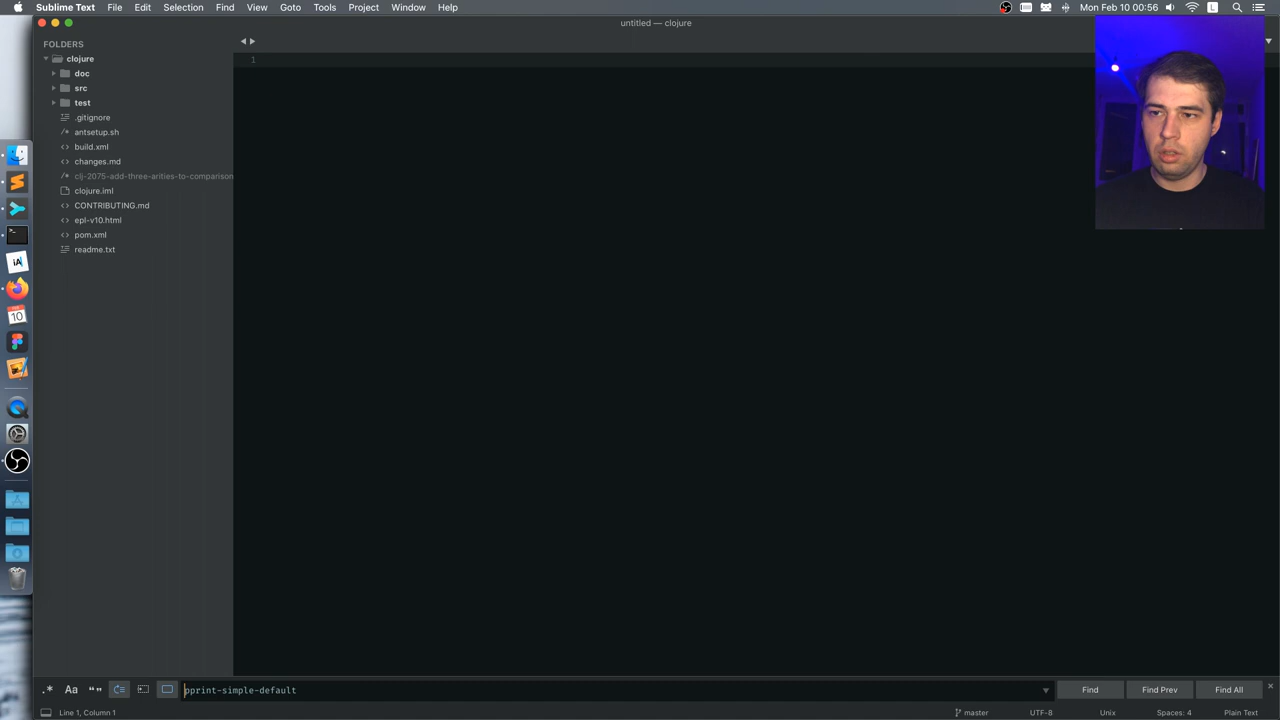 Sublime Text File Edit Selection Find View Goto Tools Project Window Help
Mon Feb 10 00:56
untitled — clojure
FOLDERS
clojure
1
doc
src
test
.gitignore
antsetup.sh
build.xml
changes.md
clj-2075-add-three-arities-to-comparison
clojure.iml
CONTRIBUTING.md
epl-v10.html
pom.xml
readme.txt
iA
10
.* Aa “” pprint-simple-default Find Find Prev Find All
Line 1, Column 1 master UTF-8 Unix Spaces: 4 Plain Text